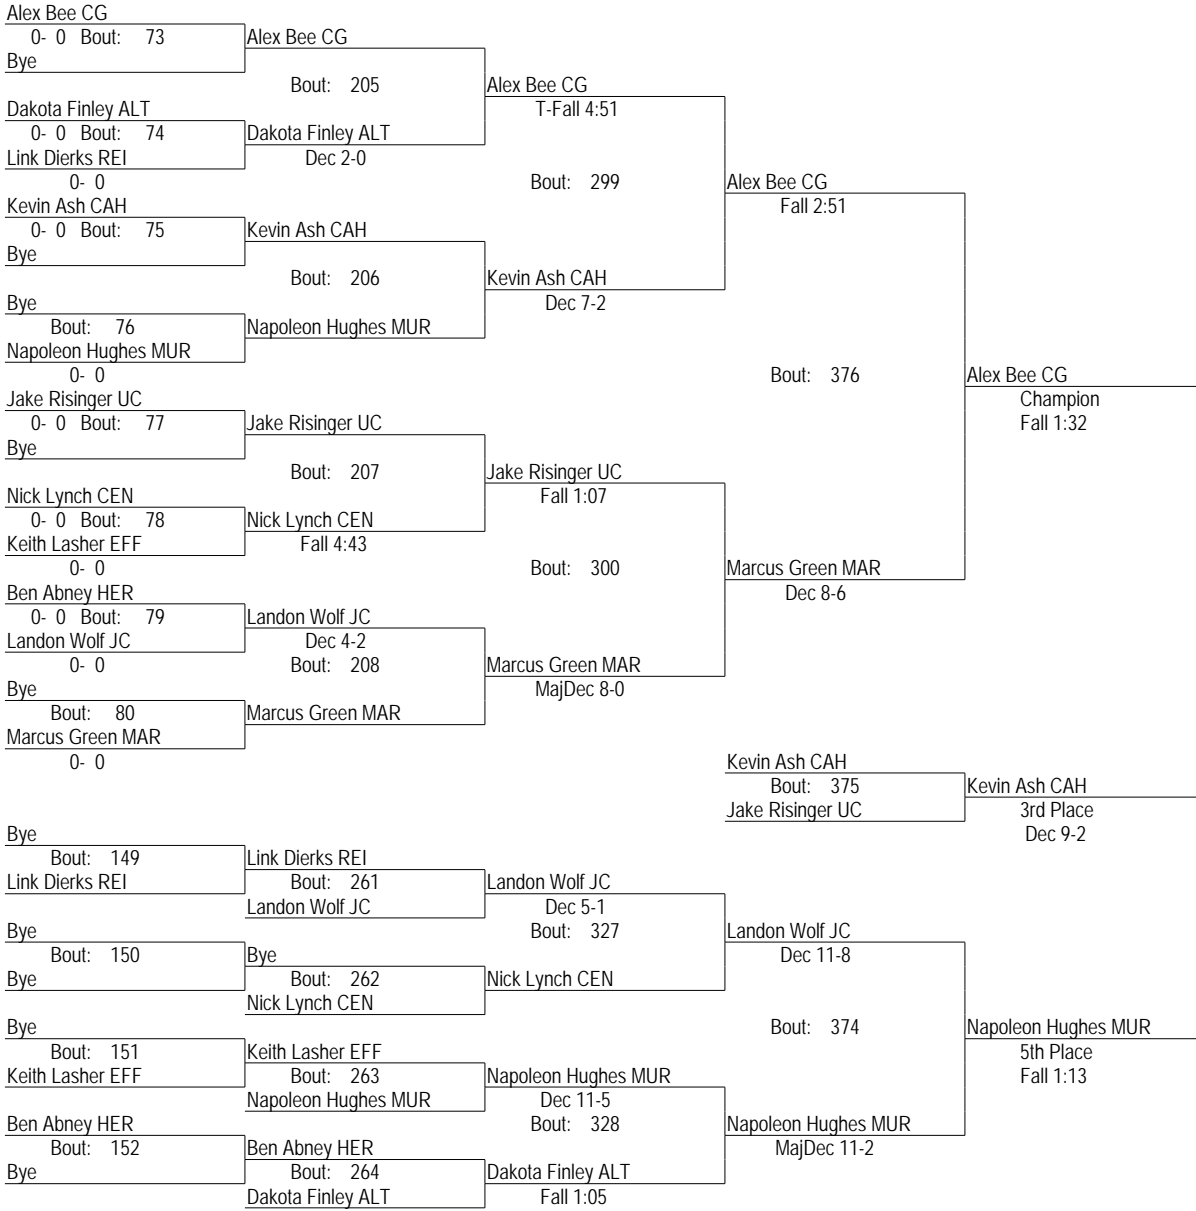 Alex Bee CG
0- 0 Bout: 73 Alex Bee CG
Bye
Bout: 205 Alex Bee CG
Dakota Finley ALT T-Fall 4:51
0- 0 Bout: 74 Dakota Finley ALT
Link Dierks REI Dec 2-0
0- 0 Bout: 299 Alex Bee CG
Kevin Ash CAH Fall 2:51
0- 0 Bout: 75 Kevin Ash CAH
Bye
Bout: 206 Kevin Ash CAH
Bye Dec 7-2
Bout: 76 Napoleon Hughes MUR
Napoleon Hughes MUR
0- 0 Bout: 376 Alex Bee CG
Jake Risinger UC Champion
0- 0 Bout: 77 Jake Risinger UC Fall 1:32
Bye
Bout: 207 Jake Risinger UC
Nick Lynch CEN Fall 1:07
0- 0 Bout: 78 Nick Lynch CEN
Keith Lasher EFF Fall 4:43
0- 0 Bout: 300 Marcus Green MAR
Ben Abney HER Dec 8-6
0- 0 Bout: 79 Landon Wolf JC
Landon Wolf JC Dec 4-2
0- 0 Bout: 208 Marcus Green MAR
Bye MajDec 8-0
Bout: 80 Marcus Green MAR
Marcus Green MAR
0- 0 Kevin Ash CAH
Bout: 375 Kevin Ash CAH
Jake Risinger UC 3rd Place
Bye Dec 9-2
Bout: 149 Link Dierks REI
Link Dierks REI Bout: 261 Landon Wolf JC
Landon Wolf JC Dec 5-1
Bye Bout: 327 Landon Wolf JC
Bout: 150 Bye Dec 11-8
Bye Bout: 262 Nick Lynch CEN
Nick Lynch CEN
Bye Bout: 374 Napoleon Hughes MUR
Bout: 151 Keith Lasher EFF 5th Place
Keith Lasher EFF Bout: 263 Napoleon Hughes MUR Fall 1:13
Napoleon Hughes MUR Dec 11-5
Ben Abney HER Bout: 328 Napoleon Hughes MUR
Bout: 152 Ben Abney HER MajDec 11-2
Bye Bout: 264 Dakota Finley ALT
Dakota Finley ALT Fall 1:05